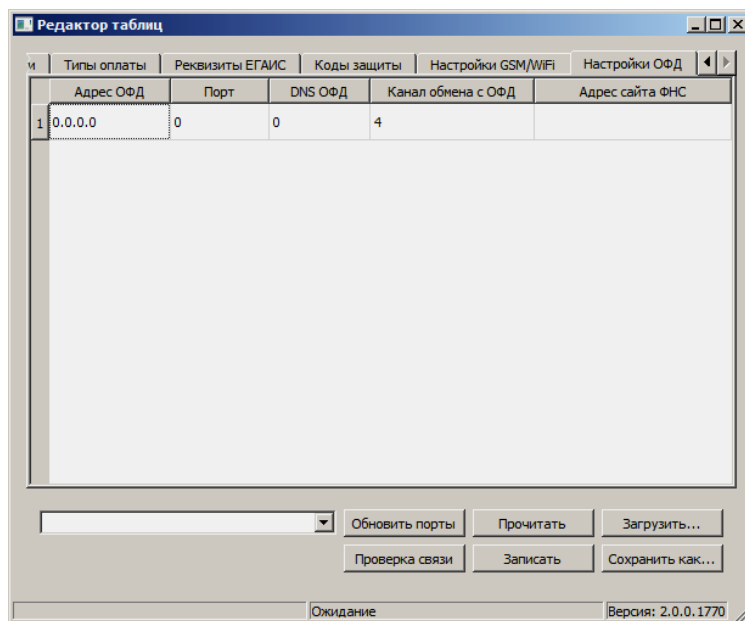 Редактор таблиц
и Типы оплаты Реквизиты ЕГАИС Коды защиты Настройки GSM/WiFi Настройки ОФД
Адрес ОФД Порт DNS ОФД Канал обмена с ОФД Адрес сайта ФНС
1 0.0.0.0 0 0 4
Обновить порты Прочитать Загрузить...
Проверка связи Записать Сохранить как...
Ожидание Версия: 2.0.0.1770